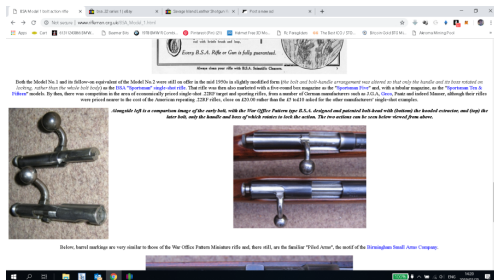 BSA Model 1 bolt action rifle
Not secure | www.rifleman.org.uk/BSA_Model_1.html
Apps
Cart
Every B.S.A. Rifle or Gun is fully guaranteed.
Always clean your rifle with B.S.A. Scientific Cleaners
Both the Model No.1 and its follow-on equivalent of the Model No.2 were still on offer in the mid 1950s in slightly modified form (the bolt and bolt-handle arrangement was altered so that only the handle and its boss rotated on
locking, rather than the whole bolt body) as the BSA "Sportsman" single-shot rifle. That rifle was then marketed with a five round box magazine as the "Sportsman Five" and, with a tubular magazine, as the "Sportsman Ten &
Fifteen" models. By then, there was competition in the area of economically priced single-shot .22RF target and sporting rifles, from a number of German manufacturers such as J.G.A, Geco, and indeed Mauser, although their rifles
were priced nearer to the cost of the American repeating .22RF rifles, close on £20.00 rather than the asked for the other manufacturers' single-shot examples.
Alongside left is a comparison image of the early bolt, with the War Office Pattern type B.S.A. designed and patented bolt-head with (bottom) the hooded extractor, and (top) the
later bolt, only the handle and boss of which rotates to lock the action. The two actions can be seen below viewed from above.
Below, barrel markings are very similar to those of the War Office Pattern Miniature rifle and, there still, are the familiar "Piled Arms", the motif of the Birmingham Small Arms Company.
ENG
14:20